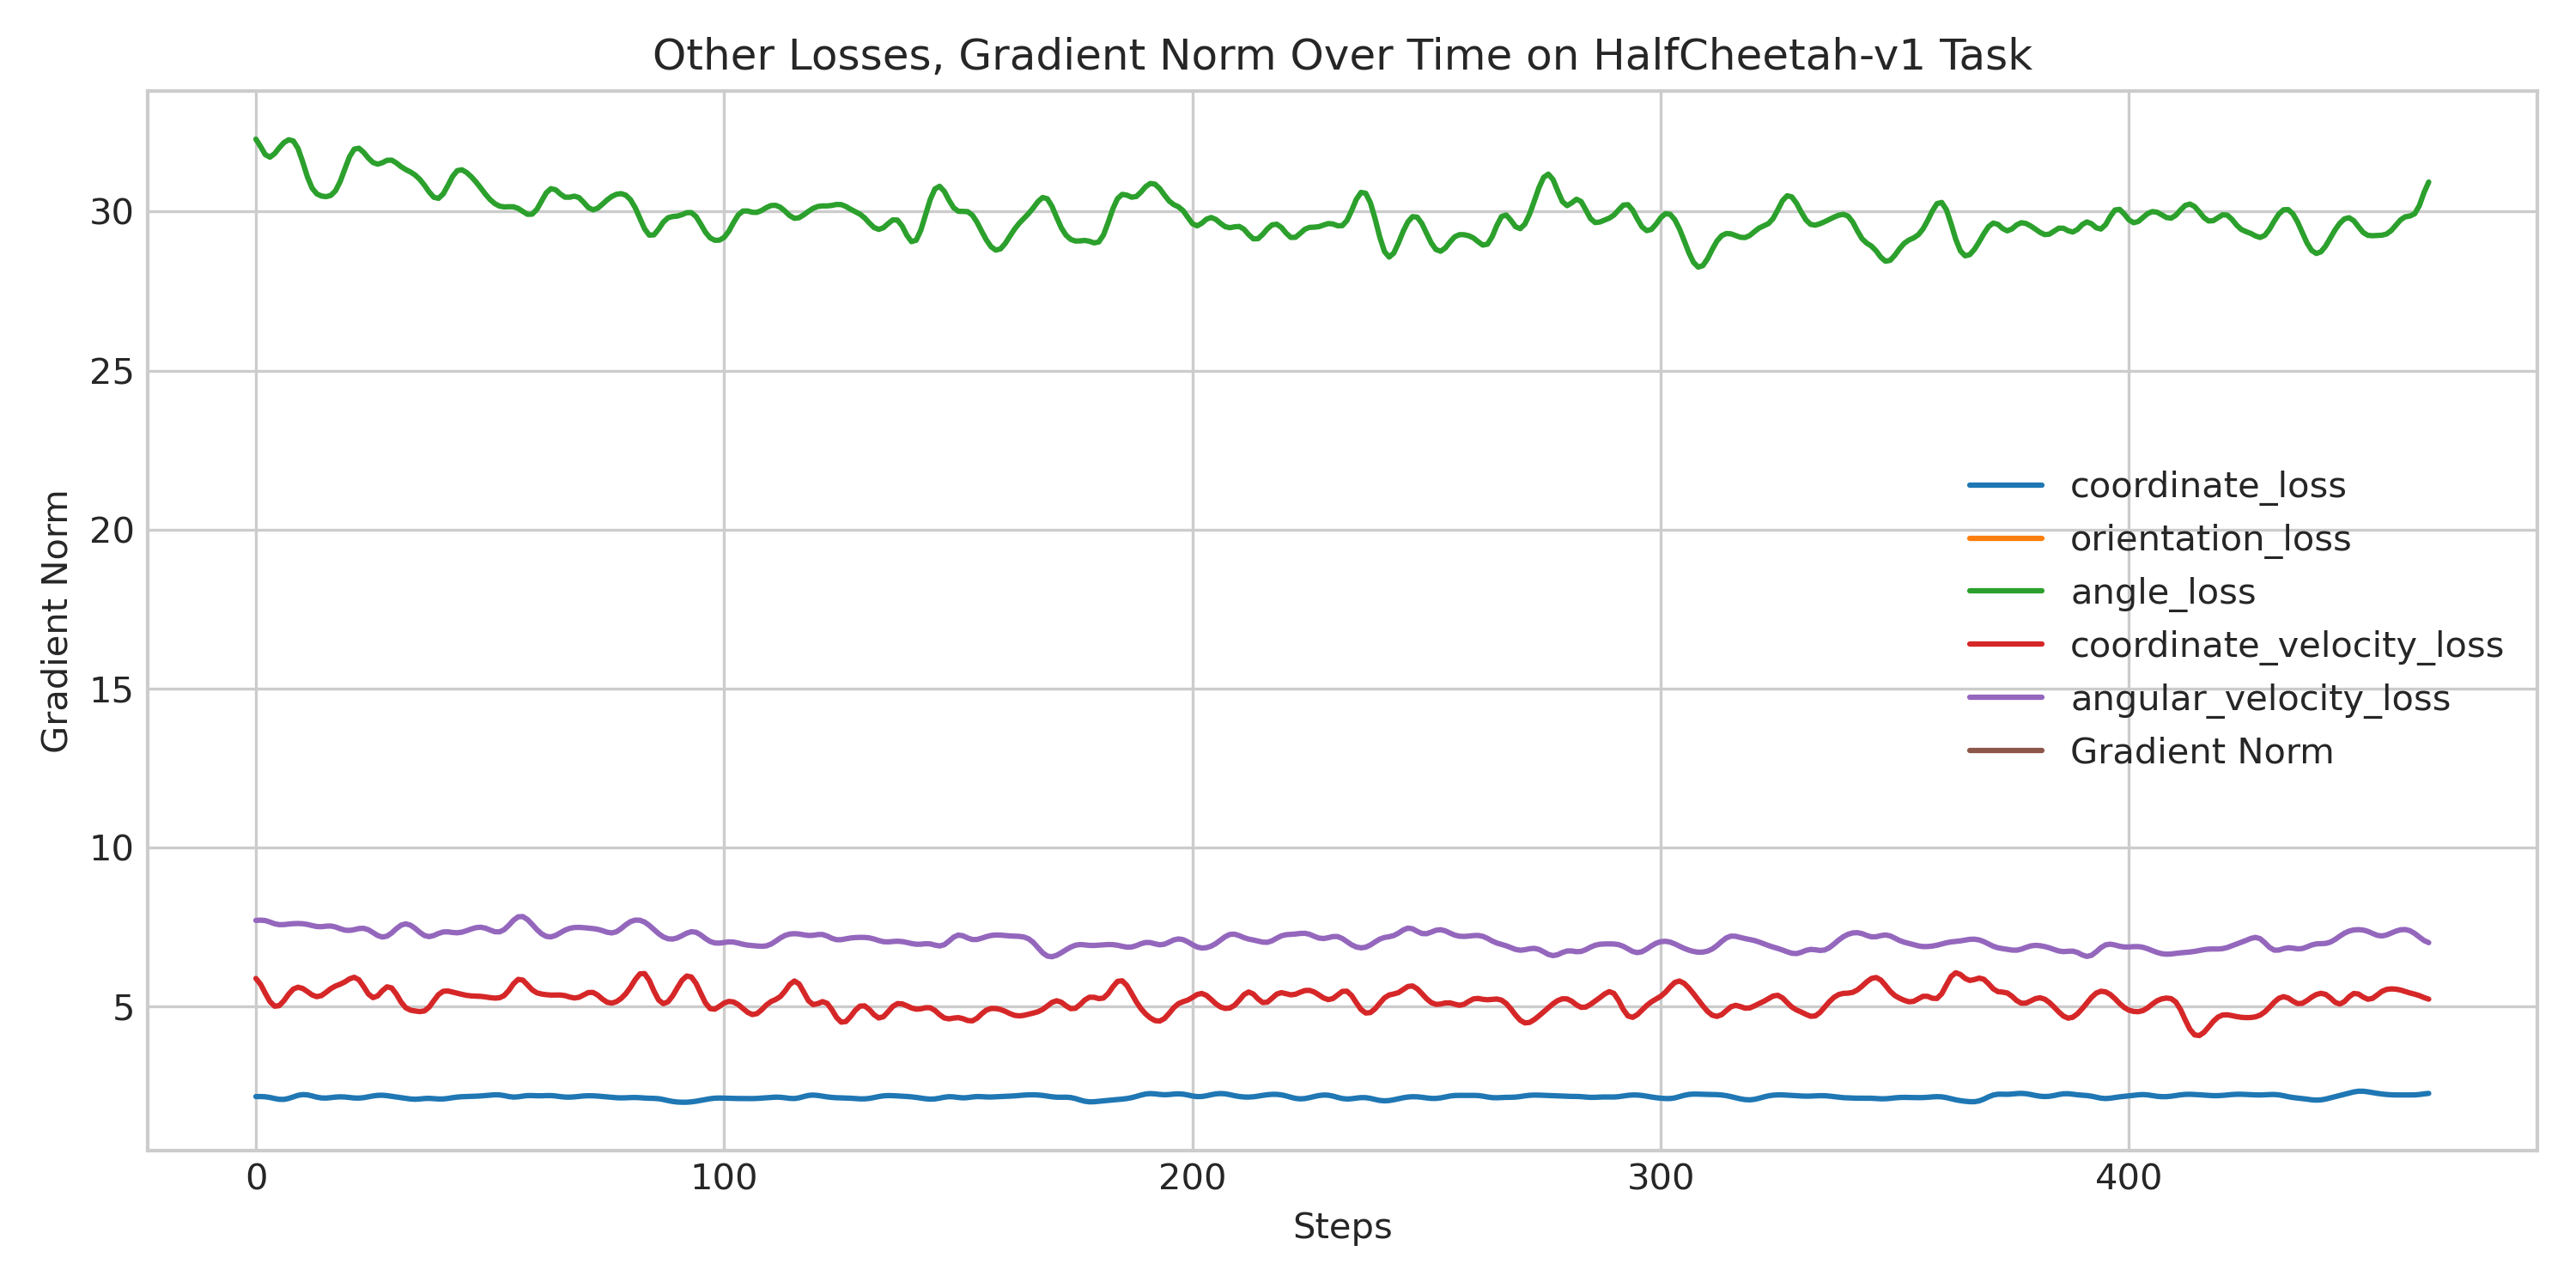 Other Losses, Gradient Norm Over Time on HalfCheetah-v1 Task
Gradient Norm
30
25
20
15
10
5
coordinate_loss
orientation_loss
angle_loss
coordinate_velocity_loss
angular_velocity_loss
Gradient Norm
0 100 200 300 400
Steps